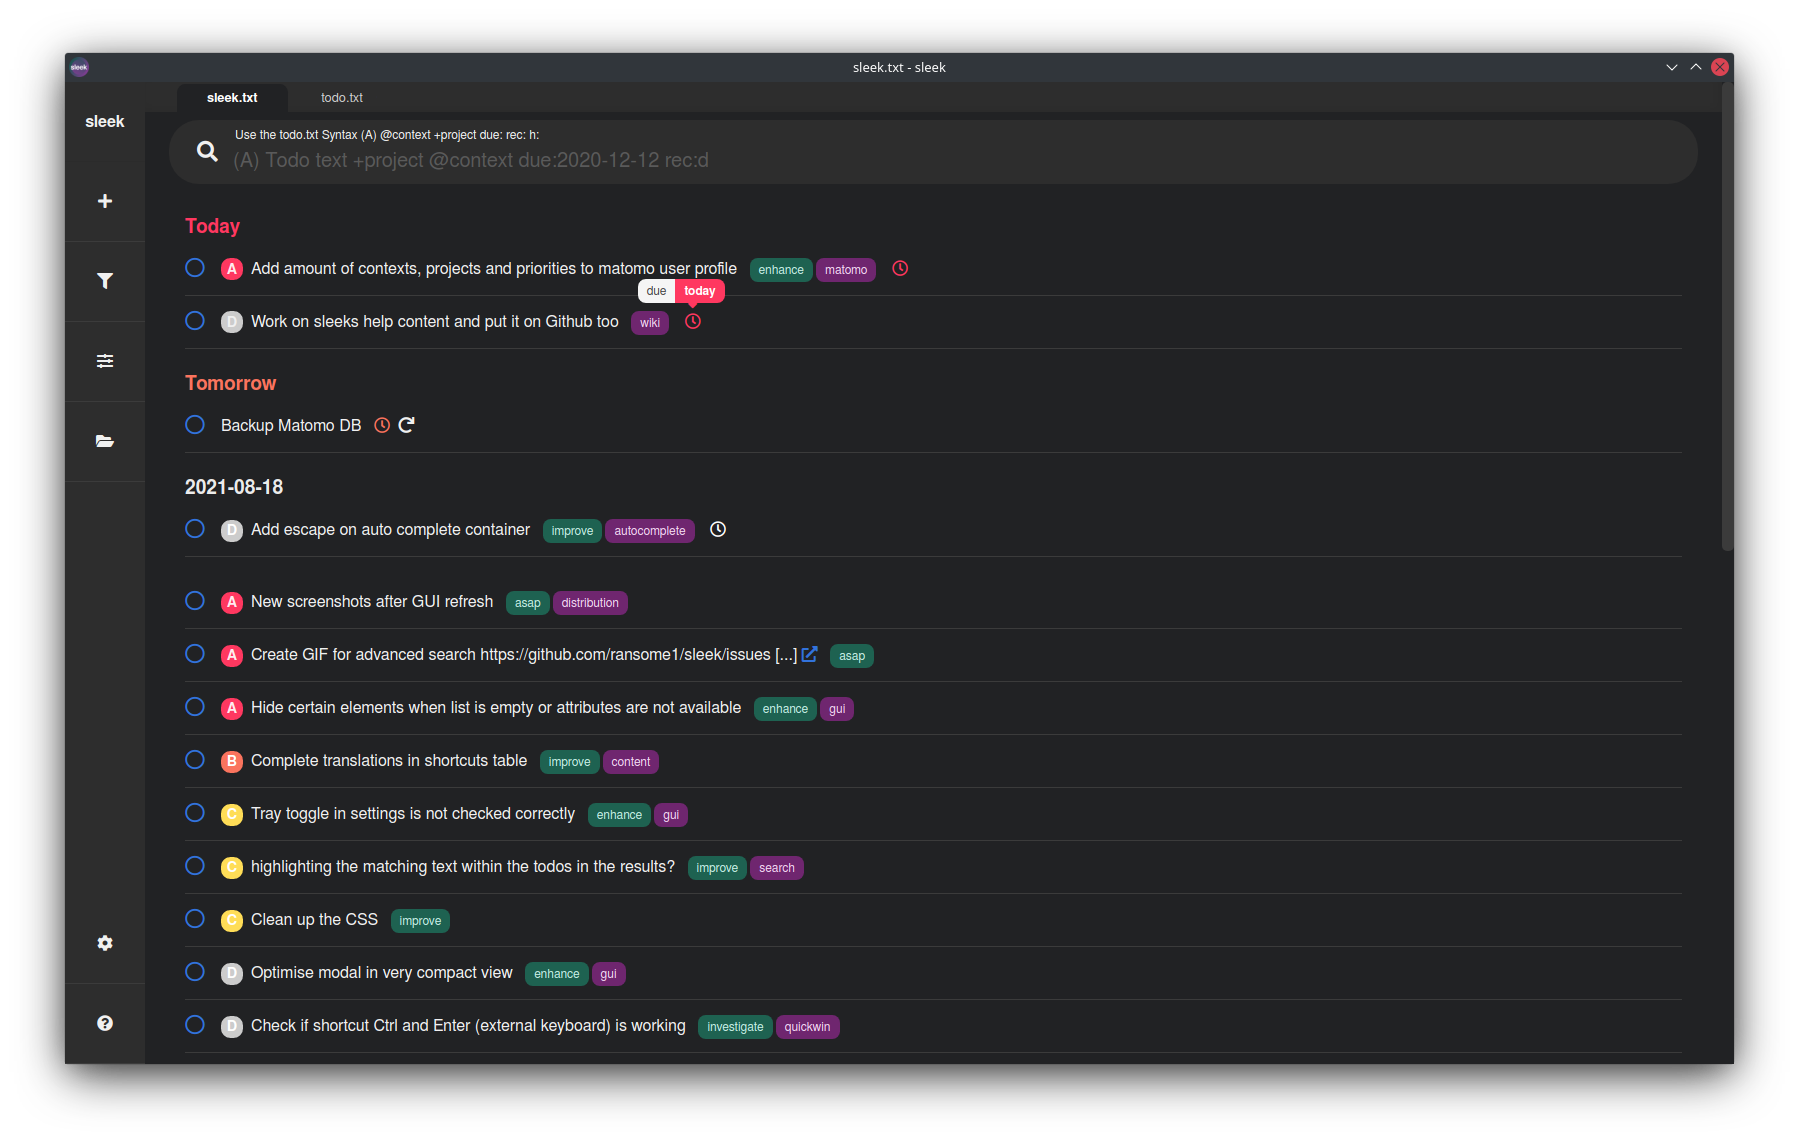 sleek
sleek.txt - sleek
sleek
sleek.txt
todo.txt
Use the todo.txt Syntax (A) @context +project due: rec: h:
(A) Todo text +project @context due:2020-12-12 rec:d
Today
A Add amount of contexts, projects and priorities to matomo user profile enhance matomo
due today
D Work on sleeks help content and put it on Github too wiki
Tomorrow
Backup Matomo DB
2021-08-18
D Add escape on auto complete container improve autocomplete
A New screenshots after GUI refresh asap distribution
A Create GIF for advanced search https://github.com/ransome1/sleek/issues [...] asap
A Hide certain elements when list is empty or attributes are not available enhance gui
B Complete translations in shortcuts table improve content
C Tray toggle in settings is not checked correctly enhance gui
C highlighting the matching text within the todos in the results? improve search
C Clean up the CSS improve
D Optimise modal in very compact view enhance gui
D Check if shortcut Ctrl and Enter (external keyboard) is working investigate quickwin